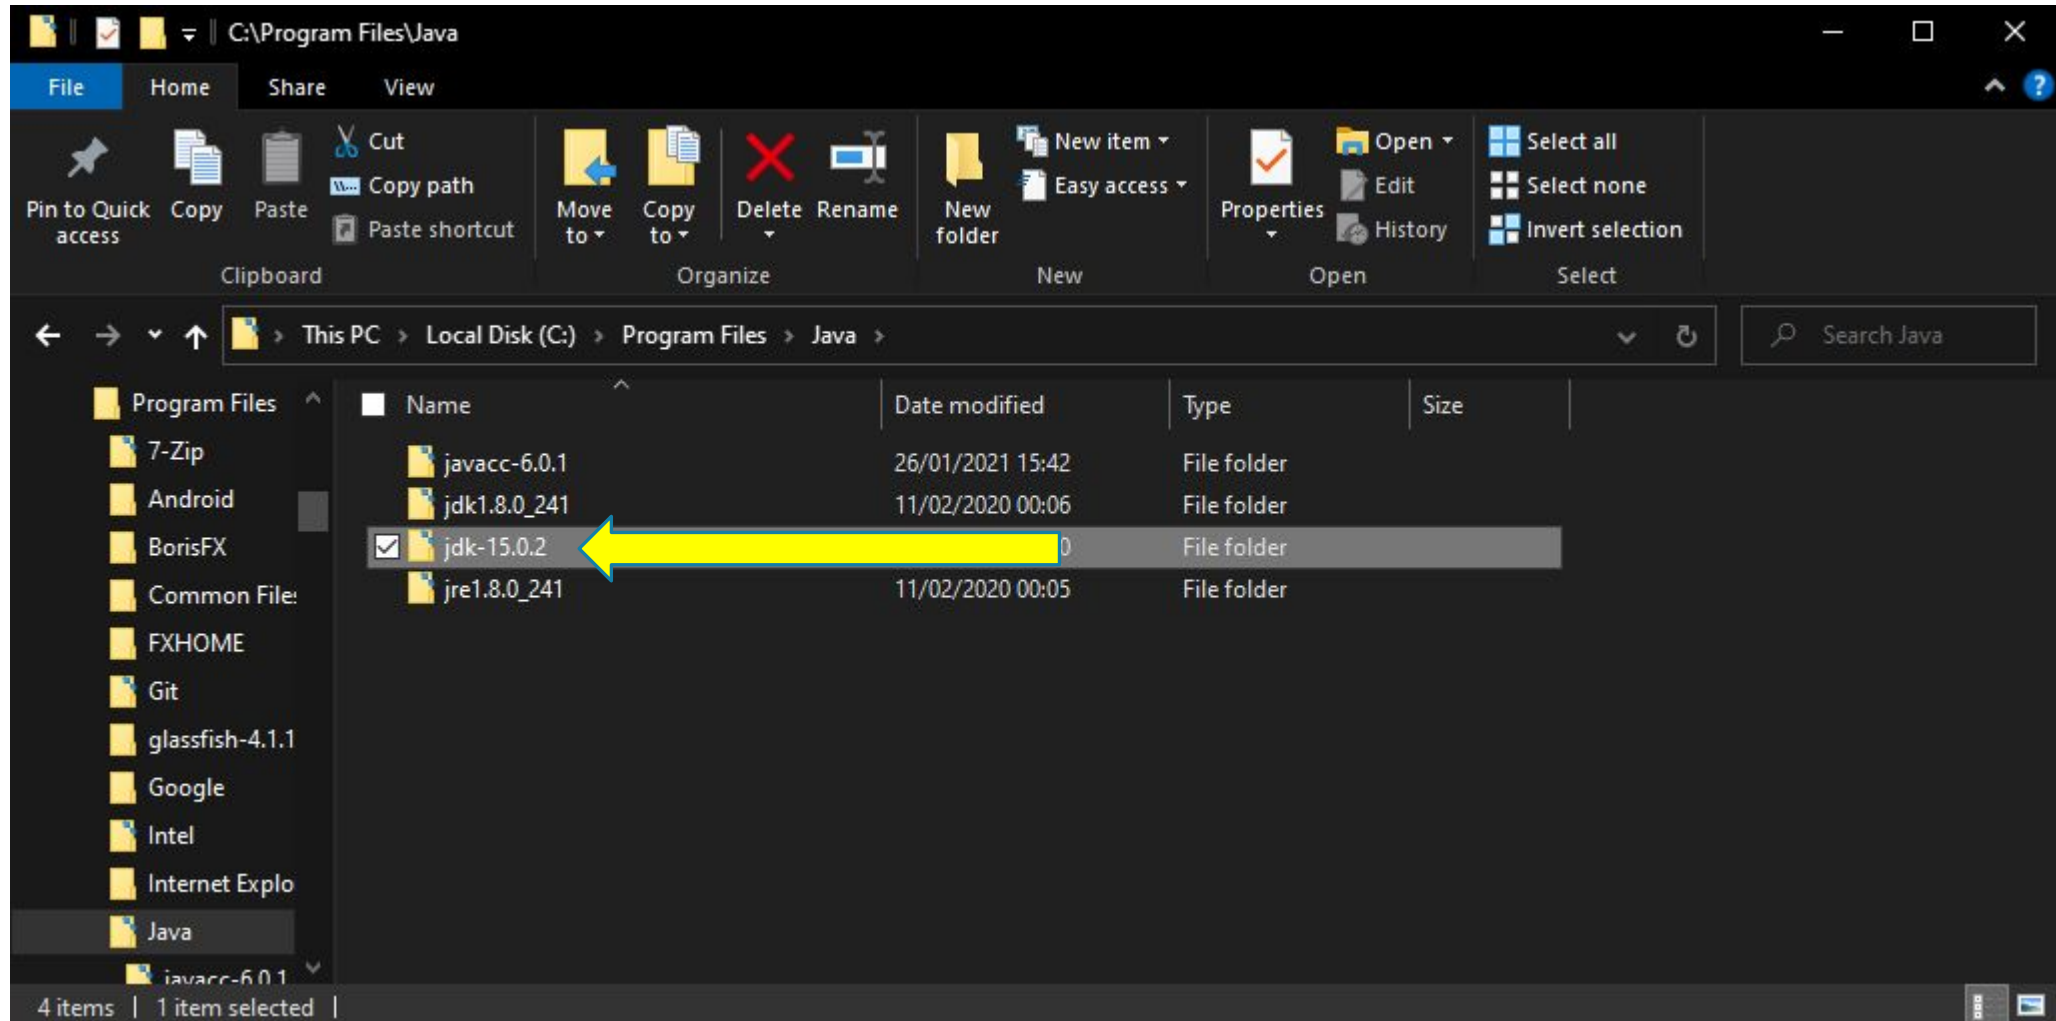 C:\Program Files\Java
File Home Share View
Pin to Quick access
Copy
Paste
Cut
Copy path
Paste shortcut
Clipboard
Move to
Copy to
Delete
Rename
Organize
New folder
New item
Easy access
New
Properties
Open
Edit
History
Open
Select all
Select none
Invert selection
Select
This PC > Local Disk (C:) > Program Files > Java >
Search Java
Program Files
7-Zip
Android
BorisFX
Common File
FXHOME
Git
glassfish-4.1.1
Google
Intel
Internet Explo
Java
javacc-6.0.1
Name Date modified Type Size
javacc-6.0.1 26/01/2021 15:42 File folder
jdk1.8.0_241 11/02/2020 00:06 File folder
jdk-15.0.2 0 File folder
jre1.8.0_241 11/02/2020 00:05 File folder
4 items | 1 item selected |